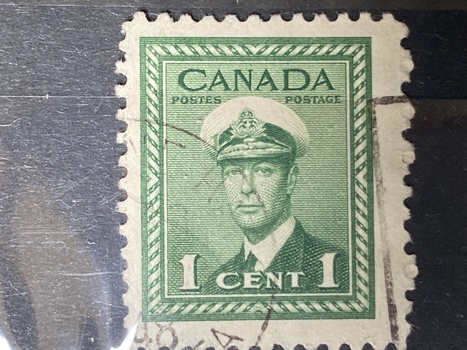 CANADA
POSTES POSTAGE
1 CENT 1